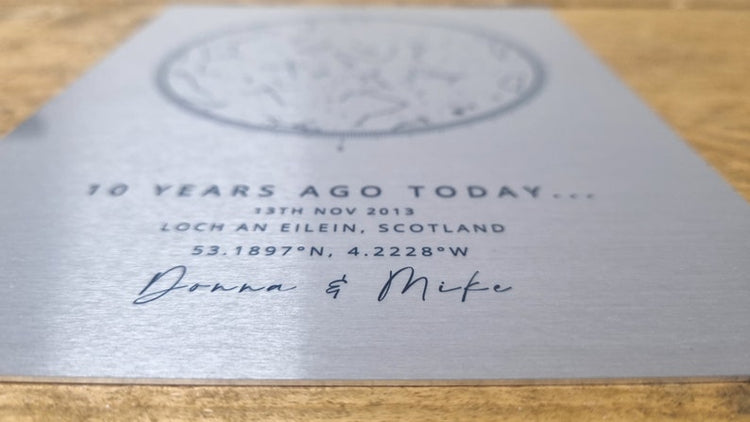 10 YEARS AGO TODAY...
13TH NOV 2013
LOCH AN EILEIN, SCOTLAND
53.1897°N, 4.2228°W
Donna & Mike